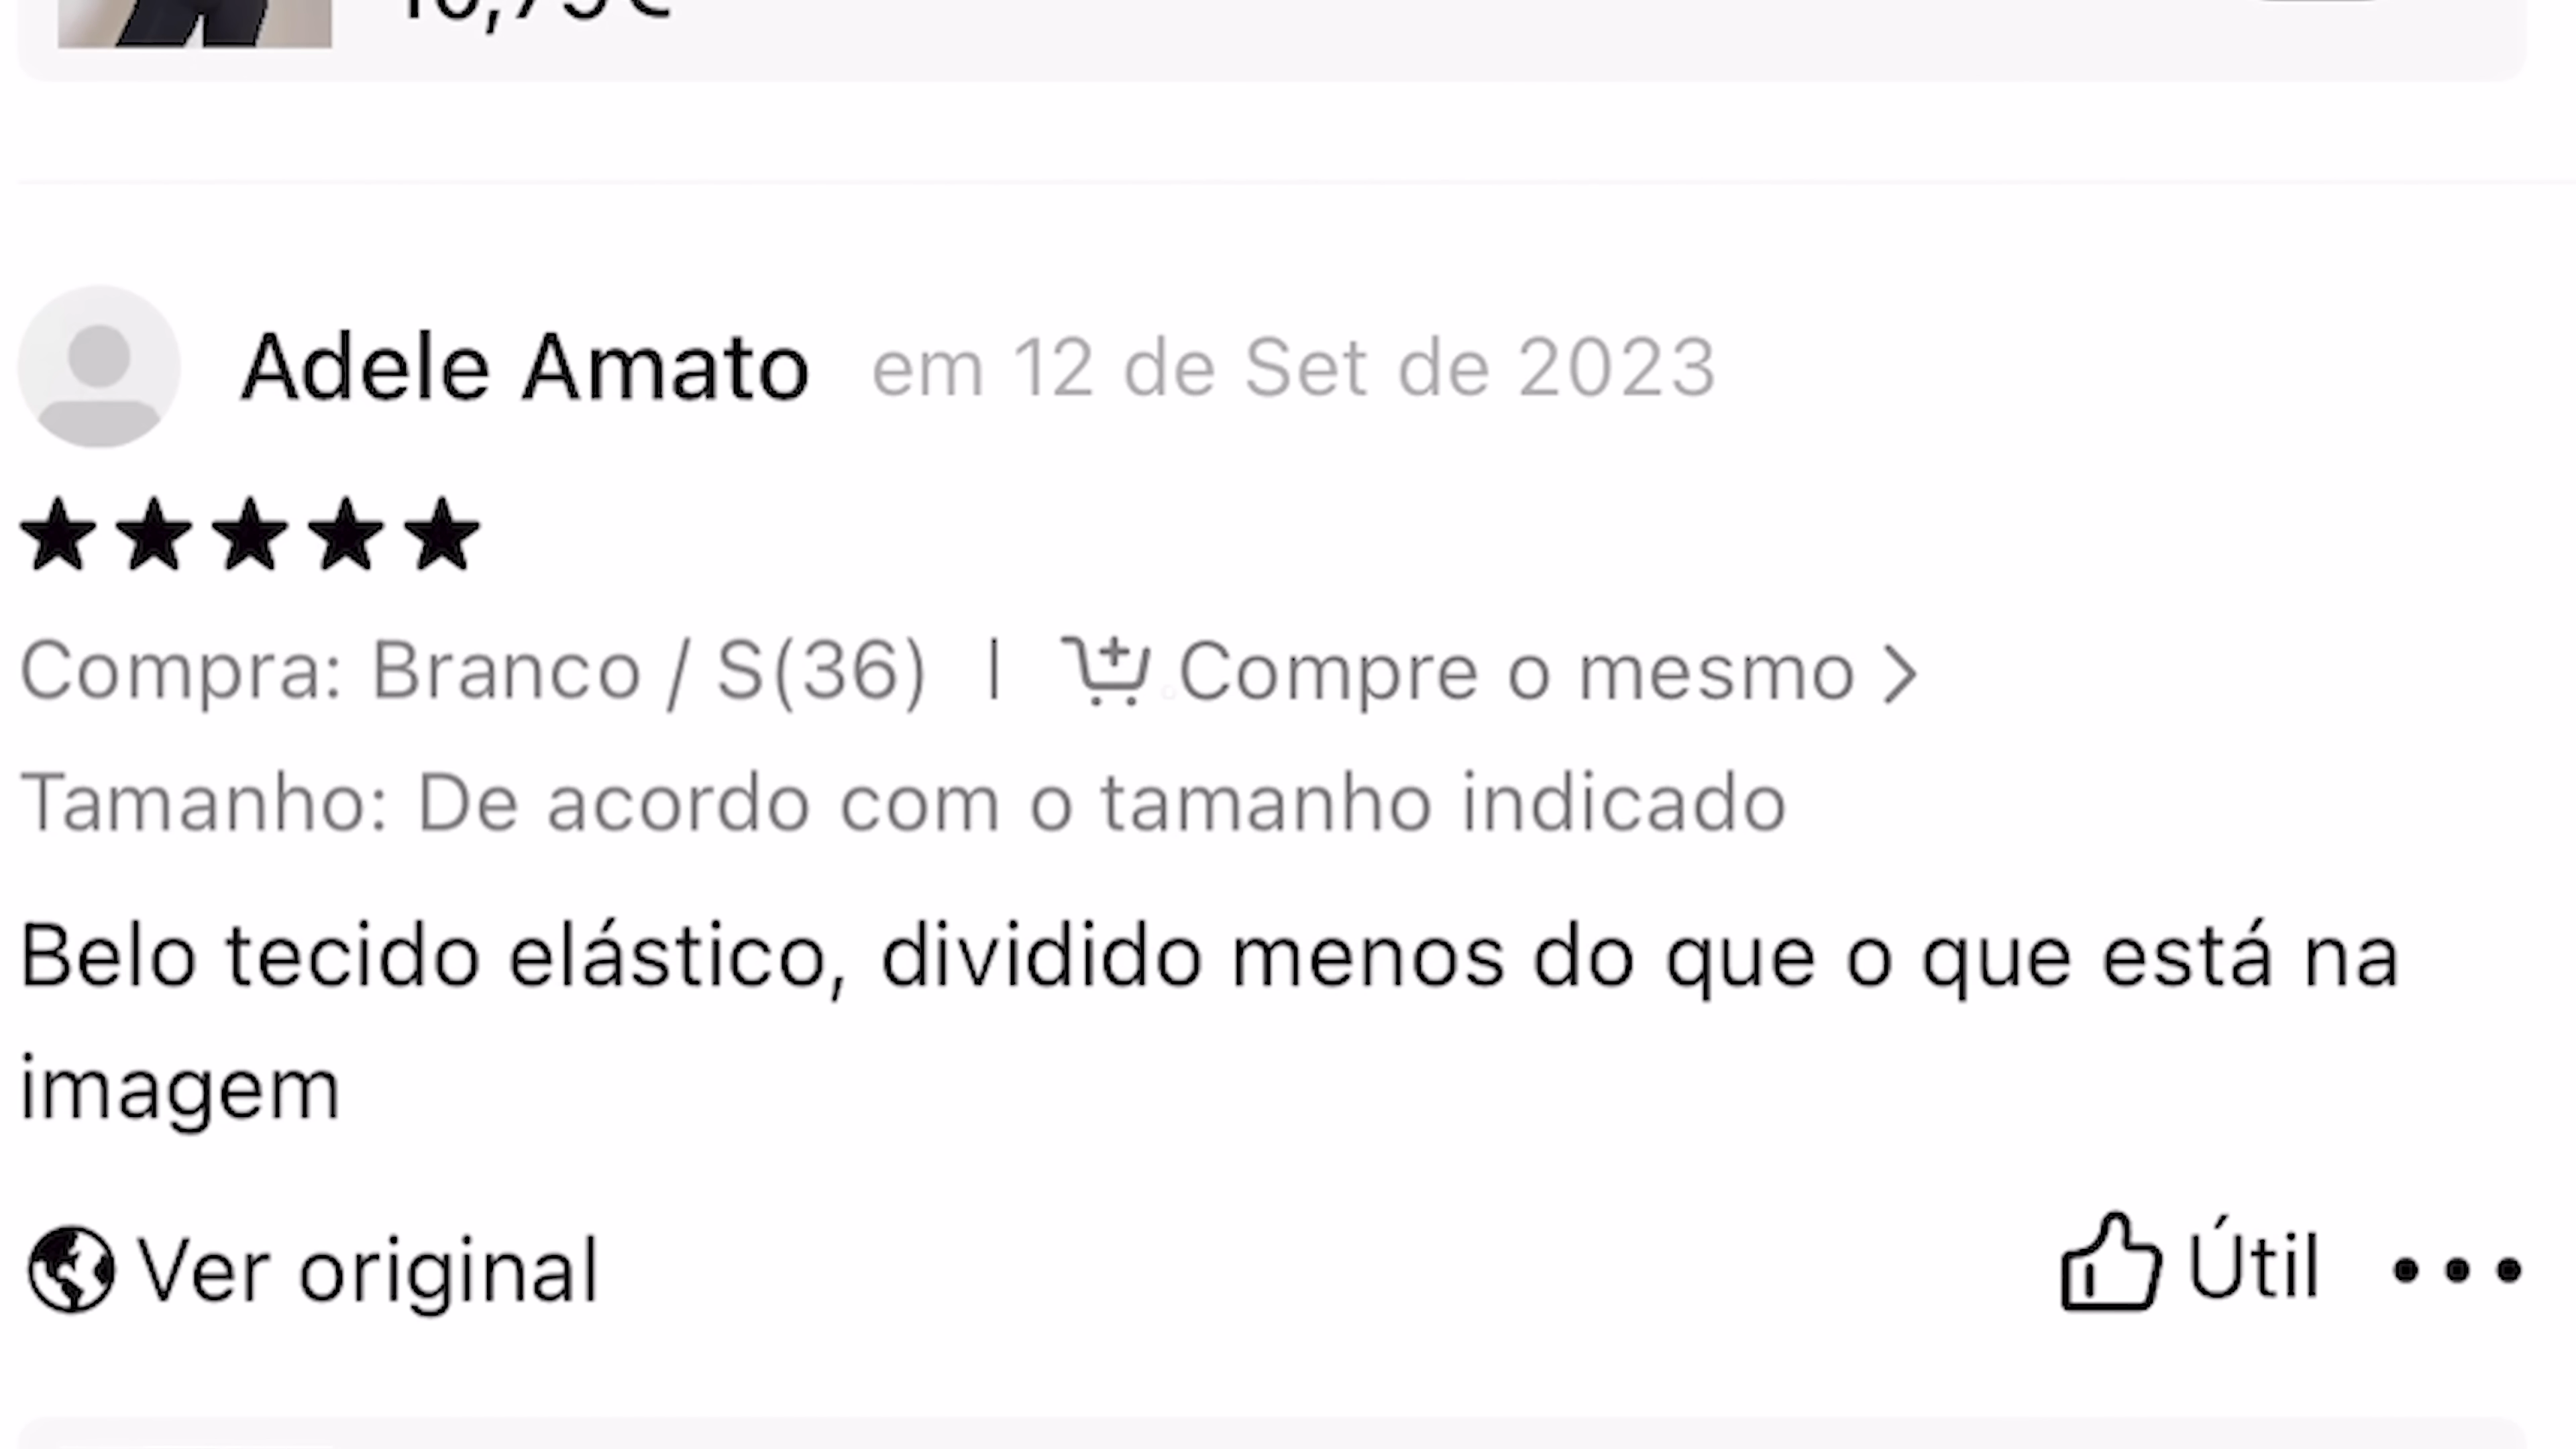 Adele Amato em 12 de Set de 2023
Compra: Branco / S(36) | Compre o mesmo >
Tamanho: De acordo com o tamanho indicado
Belo tecido elástico, dividido menos do que o que está na
imagem
Ver original Útil